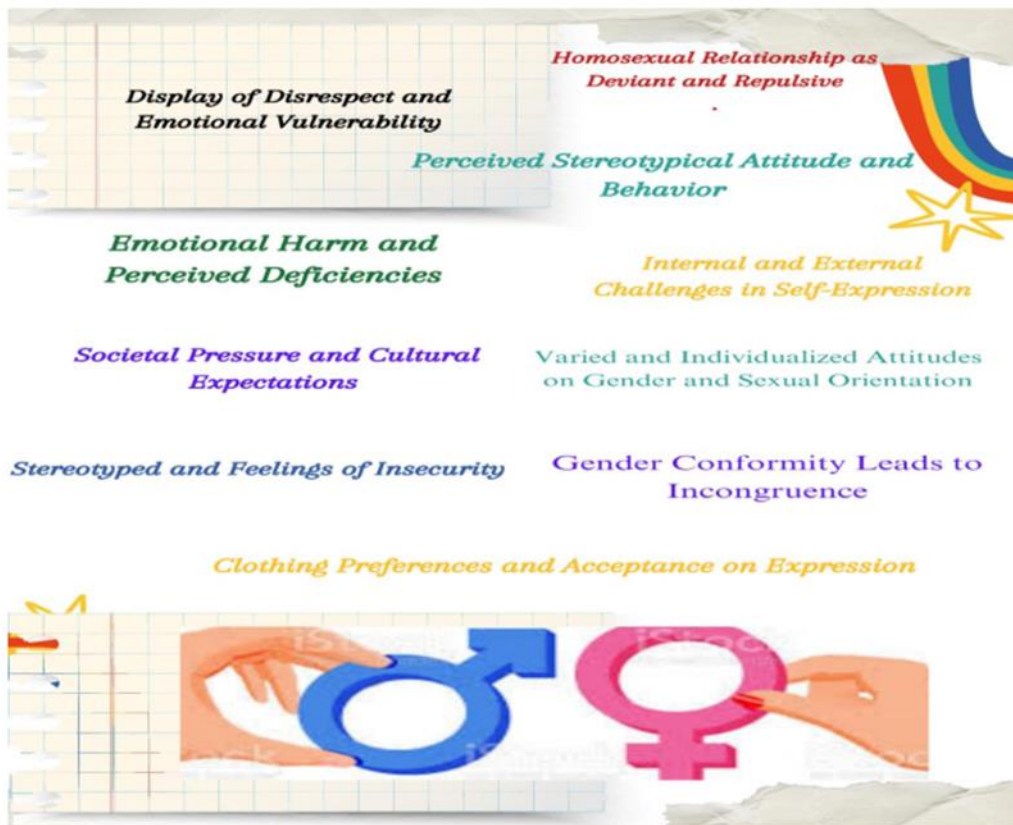 Homosexual Relationship as
Deviant and Repulsive
.
Display of Disrespect and
Emotional Vulnerability
Perceived Stereotypical Attitude and
Behavior
Emotional Harm and
Perceived Deficiencies
Internal and External
Challenges in Self-Expression
Societal Pressure and Cultural
Expectations
Varied and Individualized Attitudes
on Gender and Sexual Orientation
Stereotyped and Feelings of Insecurity
Gender Conformity Leads to
Incongruence
Clothing Preferences and Acceptance on Expression
iStock
iStock
iStock